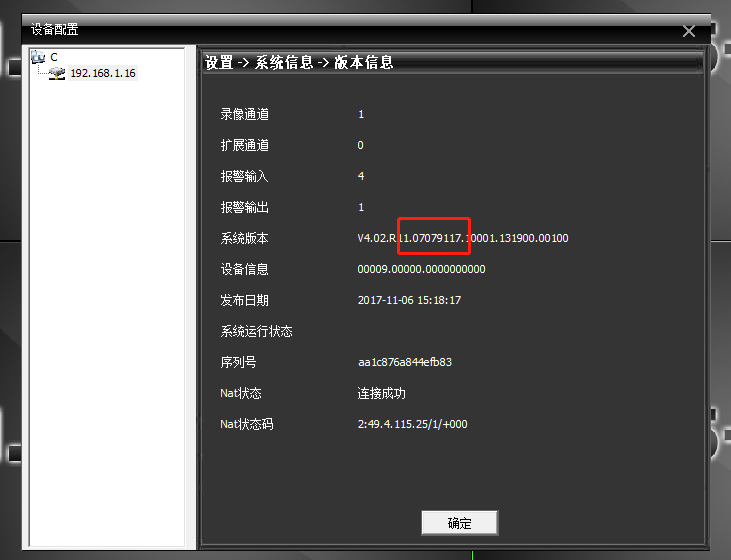 设备配置
C
192.168.1.16
设置 -> 系统信息 -> 版本信息
录像通道 1
扩展通道 0
报警输入 4
报警输出 1
系统版本 V4.02.R11.07079117.10001.131900.00100
设备信息 00009.00000.0000000000
发布日期 2017-11-06 15:18:17
系统运行状态
序列号 aa1c876a844efb83
Nat状态 连接成功
Nat状态码 2:49.4.115.25/1/+000
确定